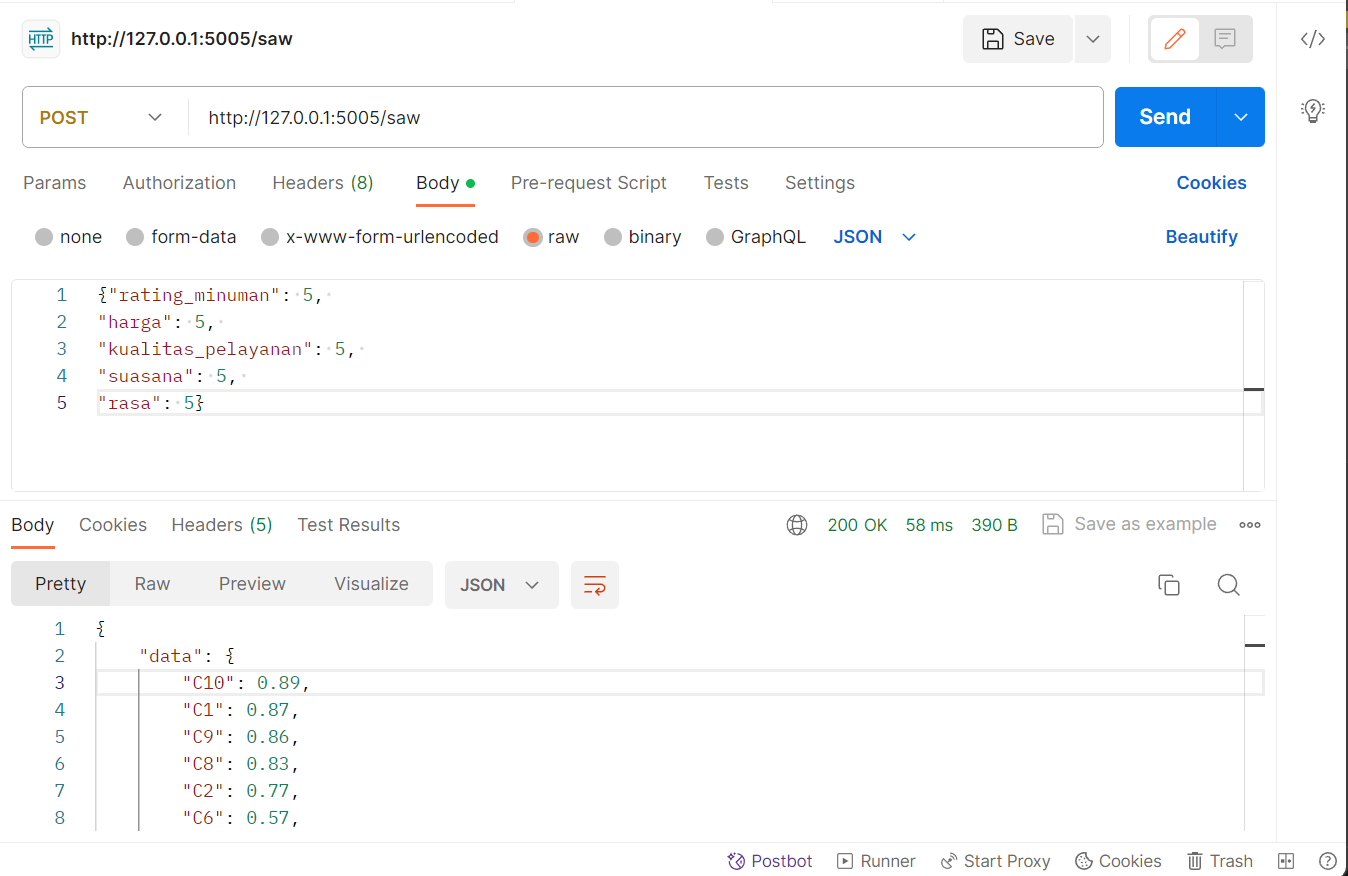 HTTP http://127.0.0.1:5005/saw Save
POST http://127.0.0.1:5005/saw Send
Params Authorization Headers (8) Body Pre-request Script Tests Settings Cookies
none form-data x-www-form-urlencoded raw binary GraphQL JSON Beautify
1 {"rating_minuman": 5,
2 "harga": 5,
3 "kualitas_pelayanan": 5,
4 "suasana": 5,
5 "rasa": 5}
Body Cookies Headers (5) Test Results 200 OK 58 ms 390 B Save as example
Pretty Raw Preview Visualize JSON
1 {
2 "data": {
3 "C10": 0.89,
4 "C1": 0.87,
5 "C9": 0.86,
6 "C8": 0.83,
7 "C2": 0.77,
8 "C6": 0.57,
Postbot Runner Start Proxy Cookies Trash